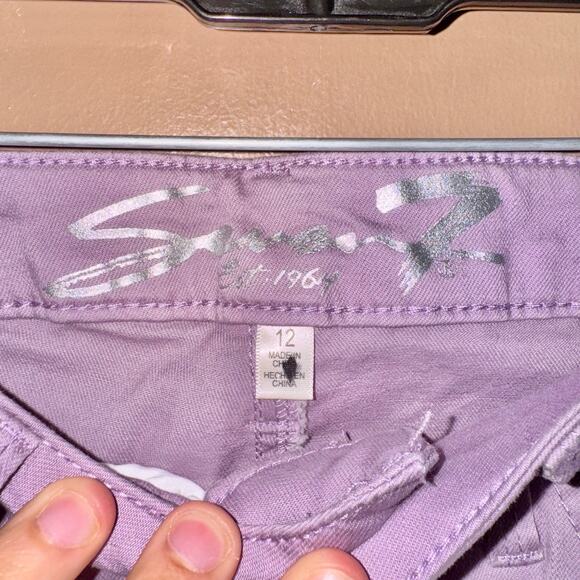 Seven7
Est. 1964
12
MADE IN
CHINA
HECHO EN
CHINA